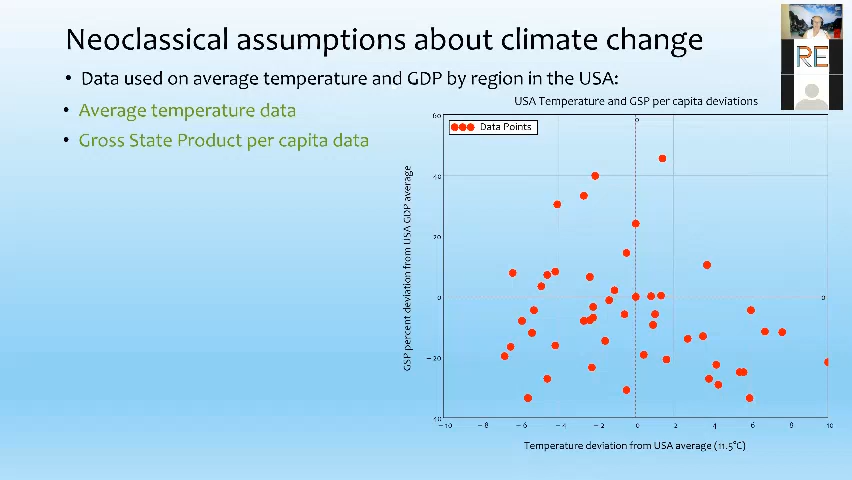 Neoclassical assumptions about climate change
• Data used on average temperature and GDP by region in the USA:
• Average temperature data
• Gross State Product per capita data
RE
USA Temperature and GSP per capita deviations
Data Points
GSP percent deviation from USA GDP average
60
40
20
0
-20
-40
0
0
-10 -8 -6 -4 -2 0 2 4 6 8 10
Temperature deviation from USA average (11.5°C)